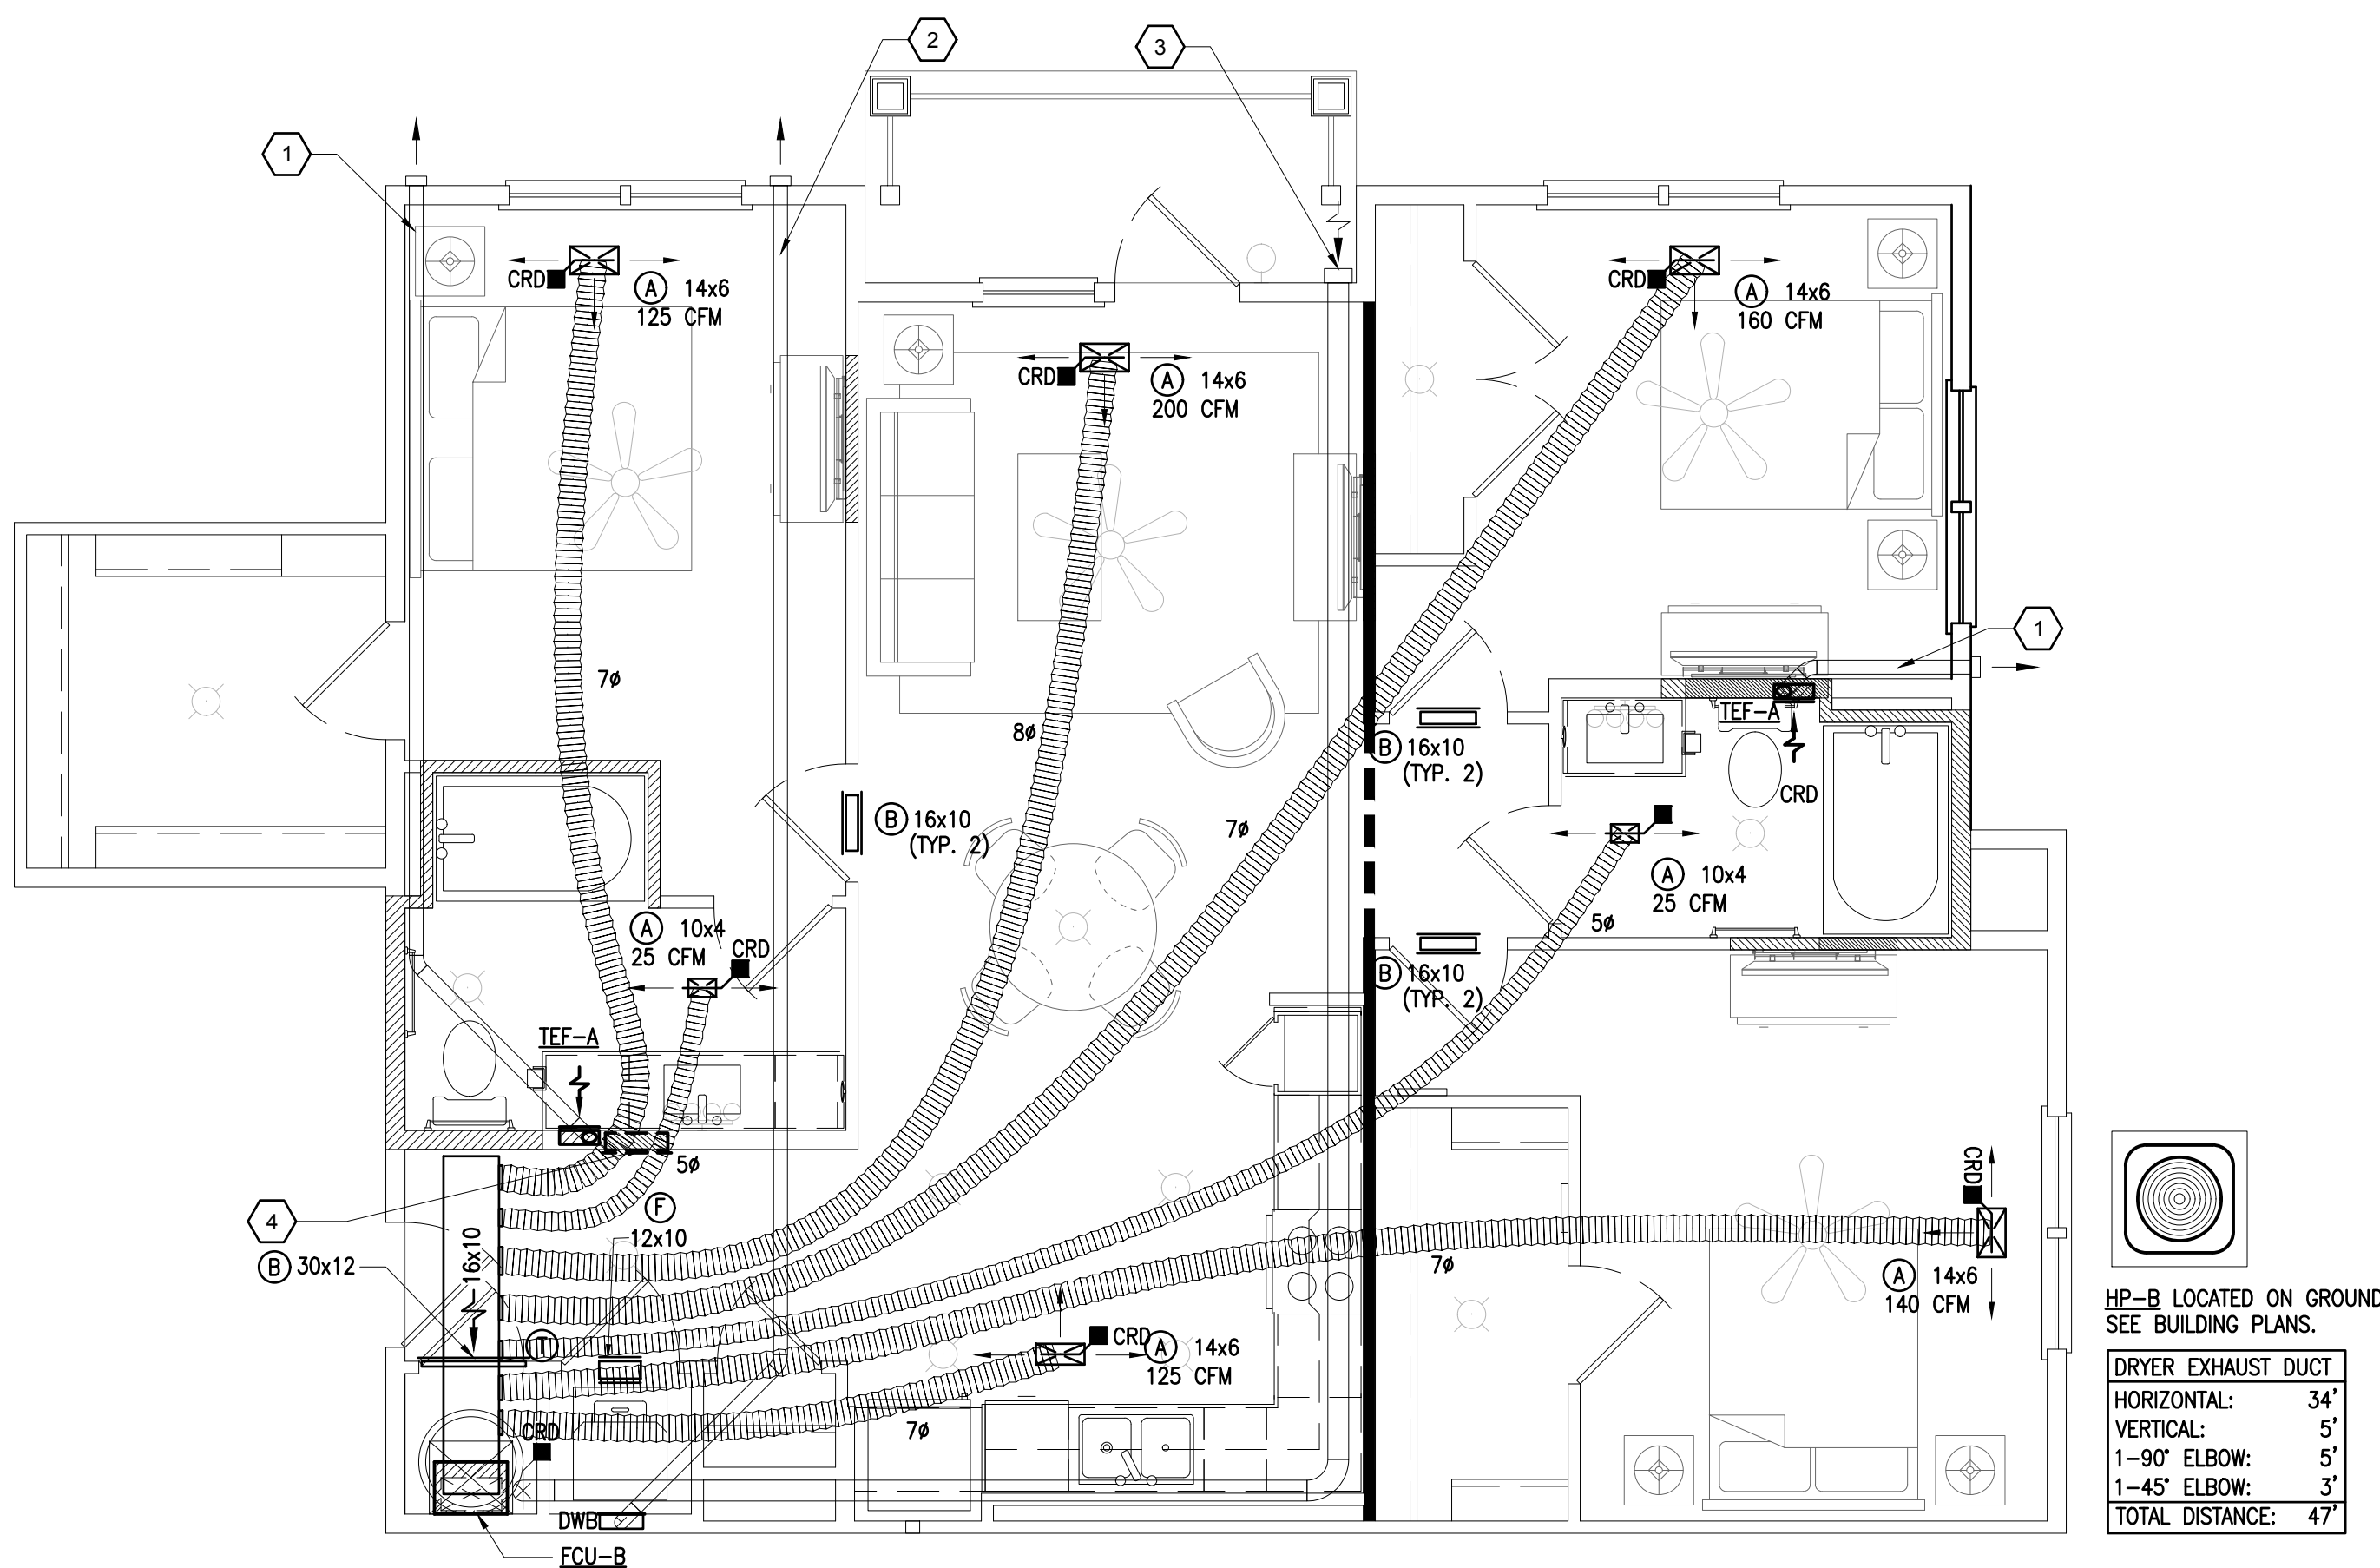 2
3
1
CRD
A 14x6
125 CFM
CRD
A 14x6
160 CFM
CRD
A 14x6
200 CFM
1
7ø
TEF-A
8ø
B 16x10
(TYP. 2)
CRD
B 16x10
(TYP. 2)
7ø
A 10x4
25 CFM
5ø
A 10x4
25 CFM
CRD
B 16x10
(TYP. 2)
TEF-A
5ø
CRD
4
F
12x10
16x10
B 30x12
7ø
A 14x6
140 CFM
T
CRD
A 14x6
125 CFM
7ø
CRD
DWB
FCU-B
HP-B LOCATED ON GROUND
SEE BUILDING PLANS.
DRYER EXHAUST DUCT
HORIZONTAL: 34'
VERTICAL: 5'
1-90° ELBOW: 5'
1-45° ELBOW: 3'
TOTAL DISTANCE: 47'